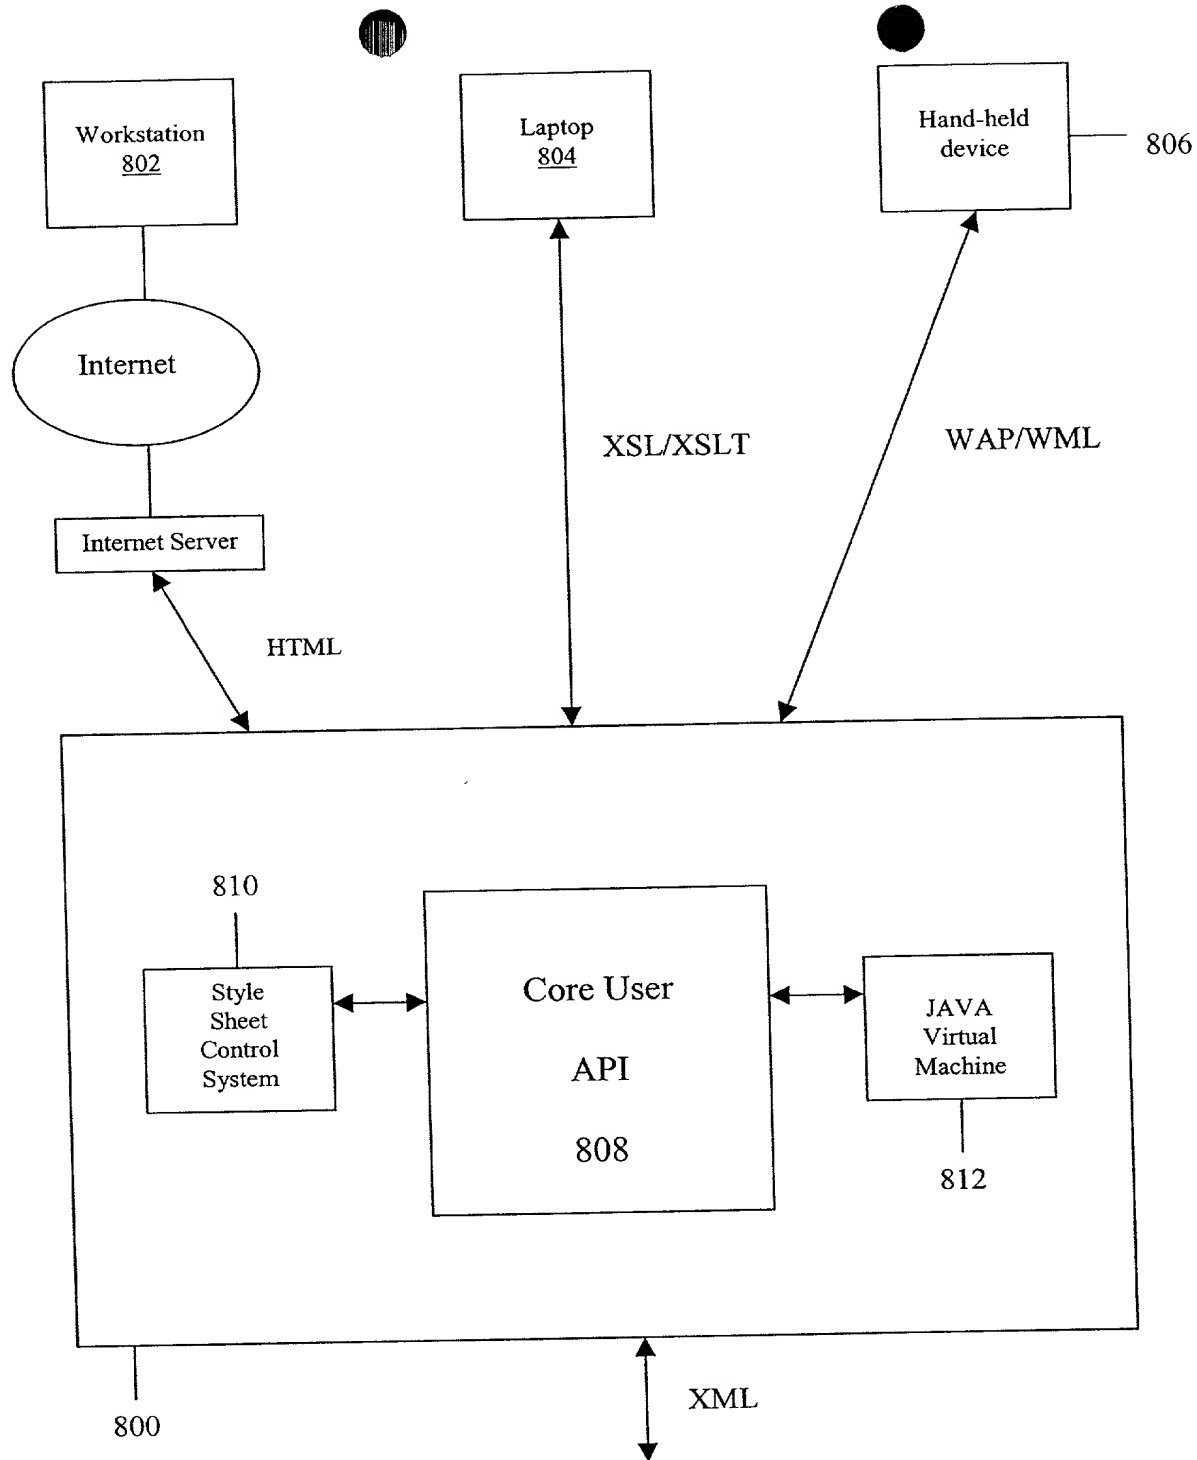 Workstation
802
Laptop
804
Hand-held
device
806
Internet
XSL/XSLT
WAP/WML
Internet Server
HTML
810
Style
Sheet
Control
System
Core User
API
808
JAVA
Virtual
Machine
812
800
XML